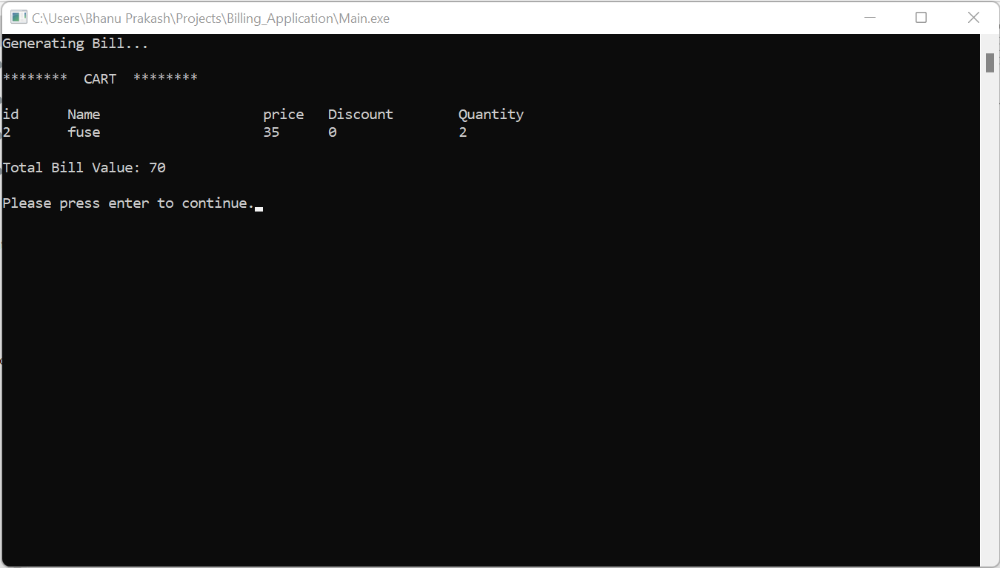 C:\Users\Bhanu Prakash\Projects\Billing_Application\Main.exe
Generating Bill...
******** CART ********
id Name price Discount Quantity
2 fuse 35 0 2
Total Bill Value: 70
Please press enter to continue.